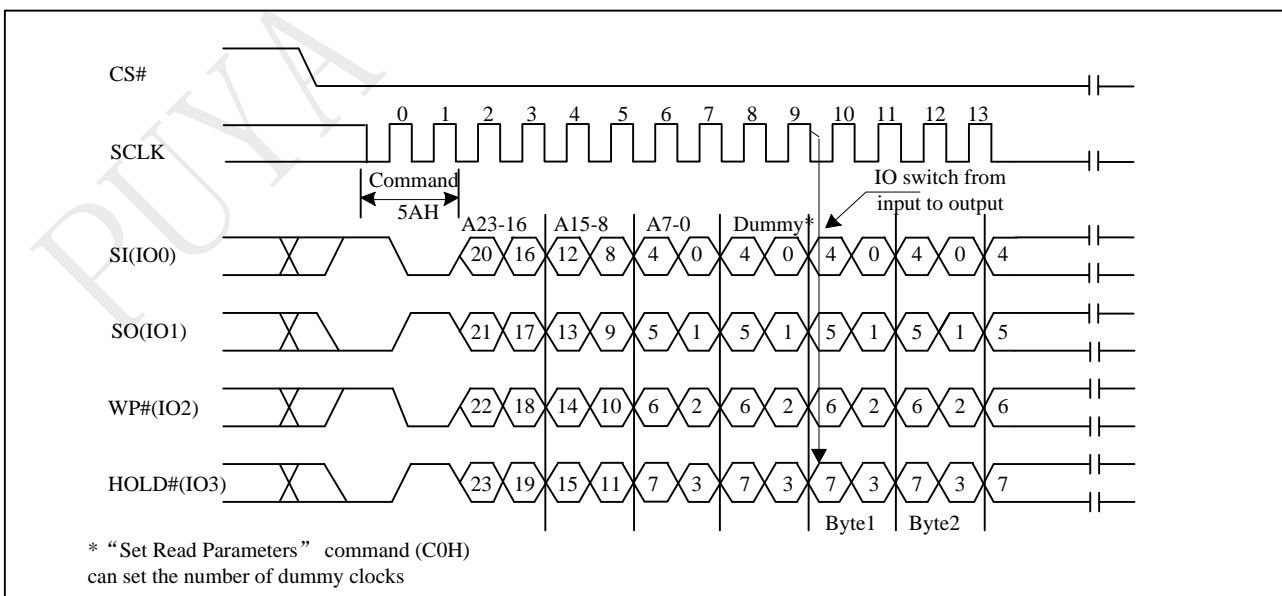 PUYA
CS#
0 1 2 3 4 5 6 7 8 9 10 11 12 13
SCLK
Command
5AH
IO switch from
input to output
A23-16 A15-8 A7-0 Dummy*
SI(IO0) 20 16 12 8 4 0 4 0 4 0 4 0 4
SO(IO1) 21 17 13 9 5 1 5 1 5 1 5 1 5
WP#(IO2) 22 18 14 10 6 2 6 2 6 2 6 2 6
HOLD#(IO3) 23 19 15 11 7 3 7 3 7 3 7 3 7
Byte1 Byte2
* “Set Read Parameters” command (C0H)
can set the number of dummy clocks